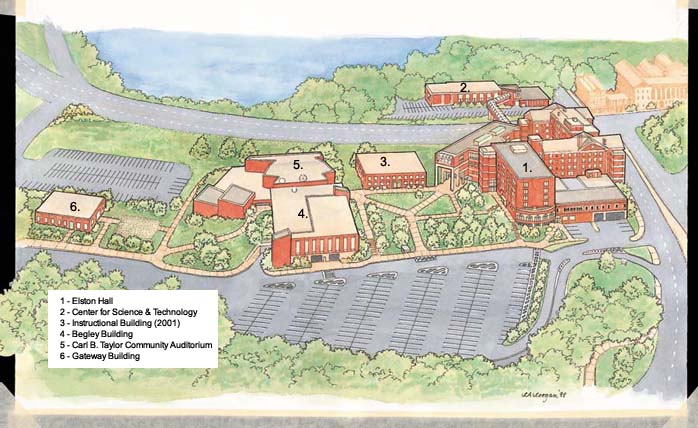 2.
5.
3.
1.
6.
4.
1 - Elston Hall
2 - Center for Science & Technology
3 - Instructional Building (2001)
4 - Begley Building
5 - Carl B. Taylor Community Auditorium
6 - Gateway Building